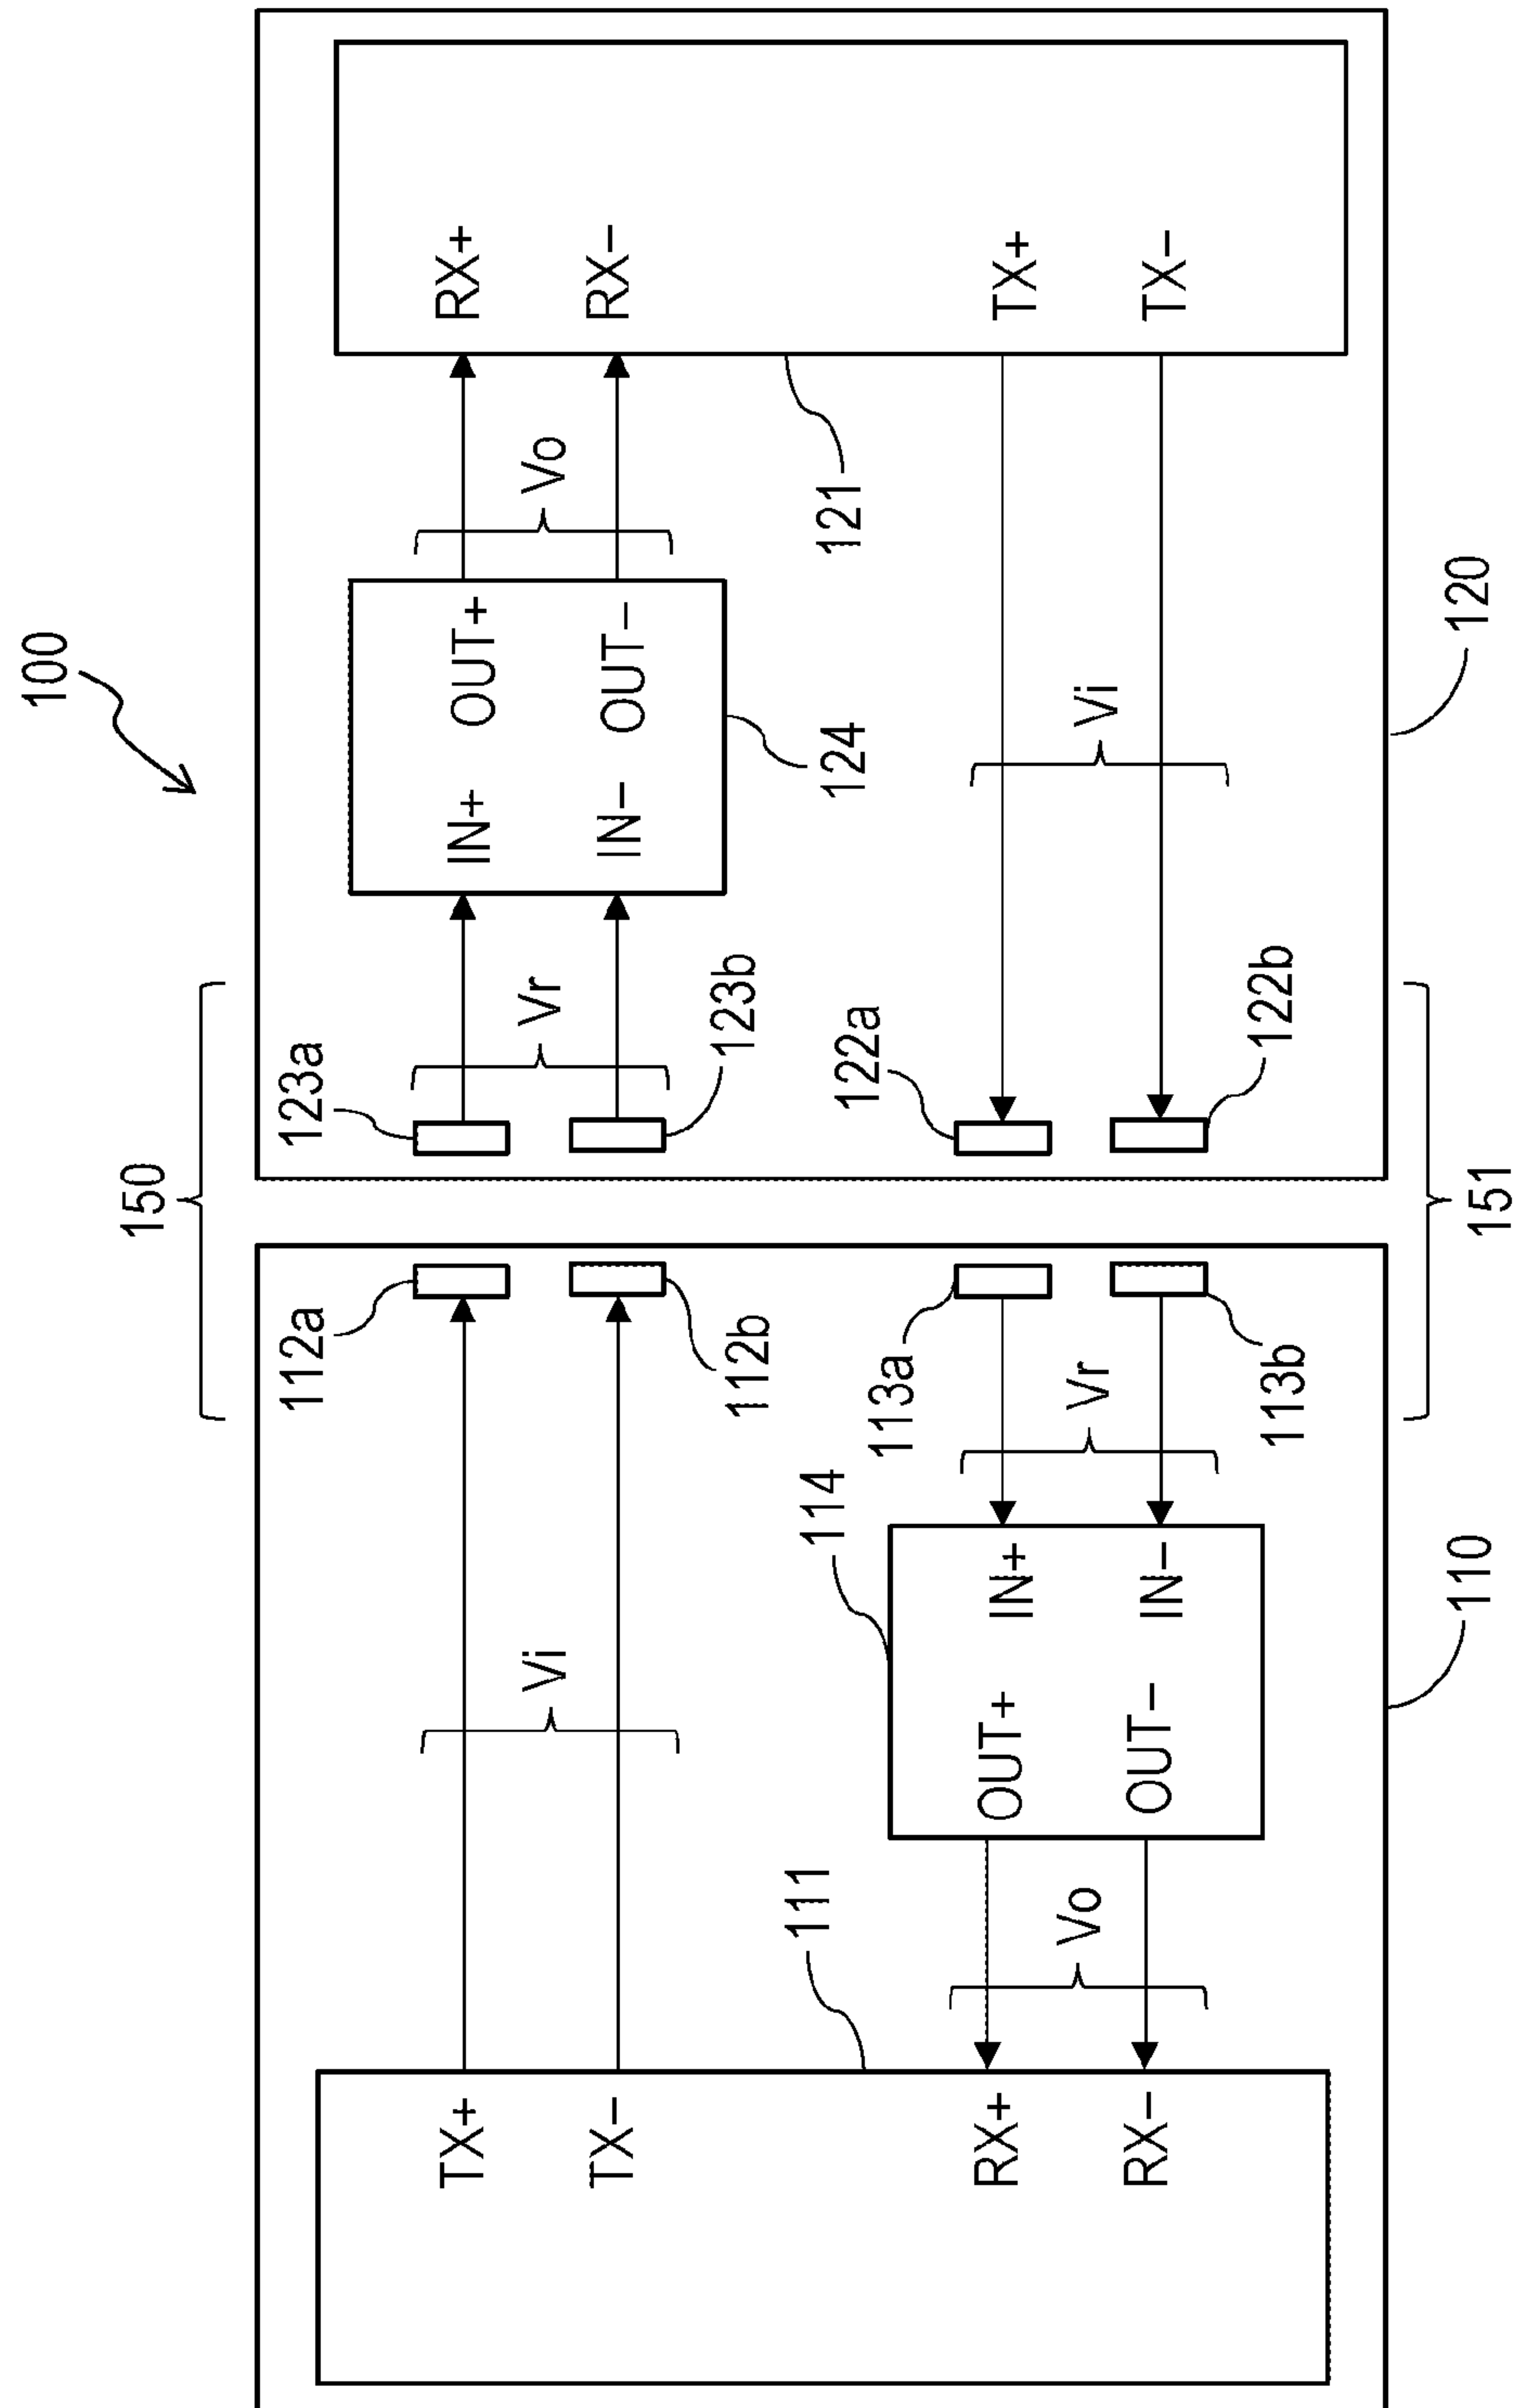 100
150
112a
123a
TX+
Vi
Vr
IN+
OUT+
Vo
RX+
TX−
112b
123b
IN−
OUT−
RX−
111
114
113a
122a
124
121
RX+
Vo
OUT+
IN+
Vr
Vi
TX+
RX−
OUT−
IN−
113b
122b
TX−
110
151
120